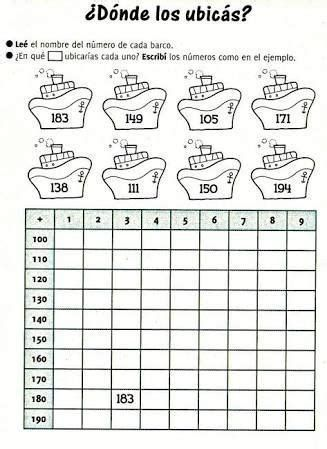 ¿Dónde los ubicás?
● Leé el nombre del número de cada barco.
● ¿En qué ubicarías cada uno? Escribí los números como en el ejemplo.
183 149 105 171
138 111 150 194
+ 1 2 3 4 5 6 7 8 9
100
110
120
130
140
150
160
170
180 183
190